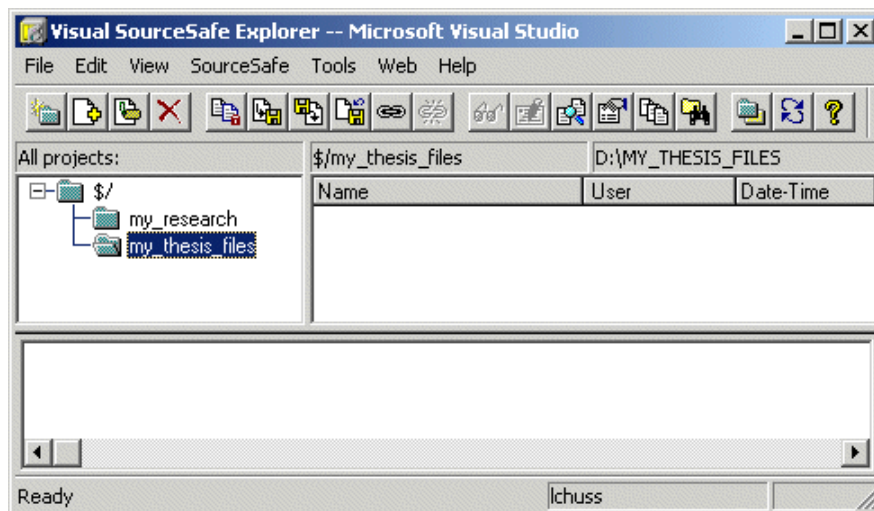 Visual SourceSafe Explorer -- Microsoft Visual Studio
File Edit View SourceSafe Tools Web Help
All projects: $/my_thesis_files D:\MY_THESIS_FILES
$/ Name User Date-Time
my_research
my_thesis_files
Ready lchuss